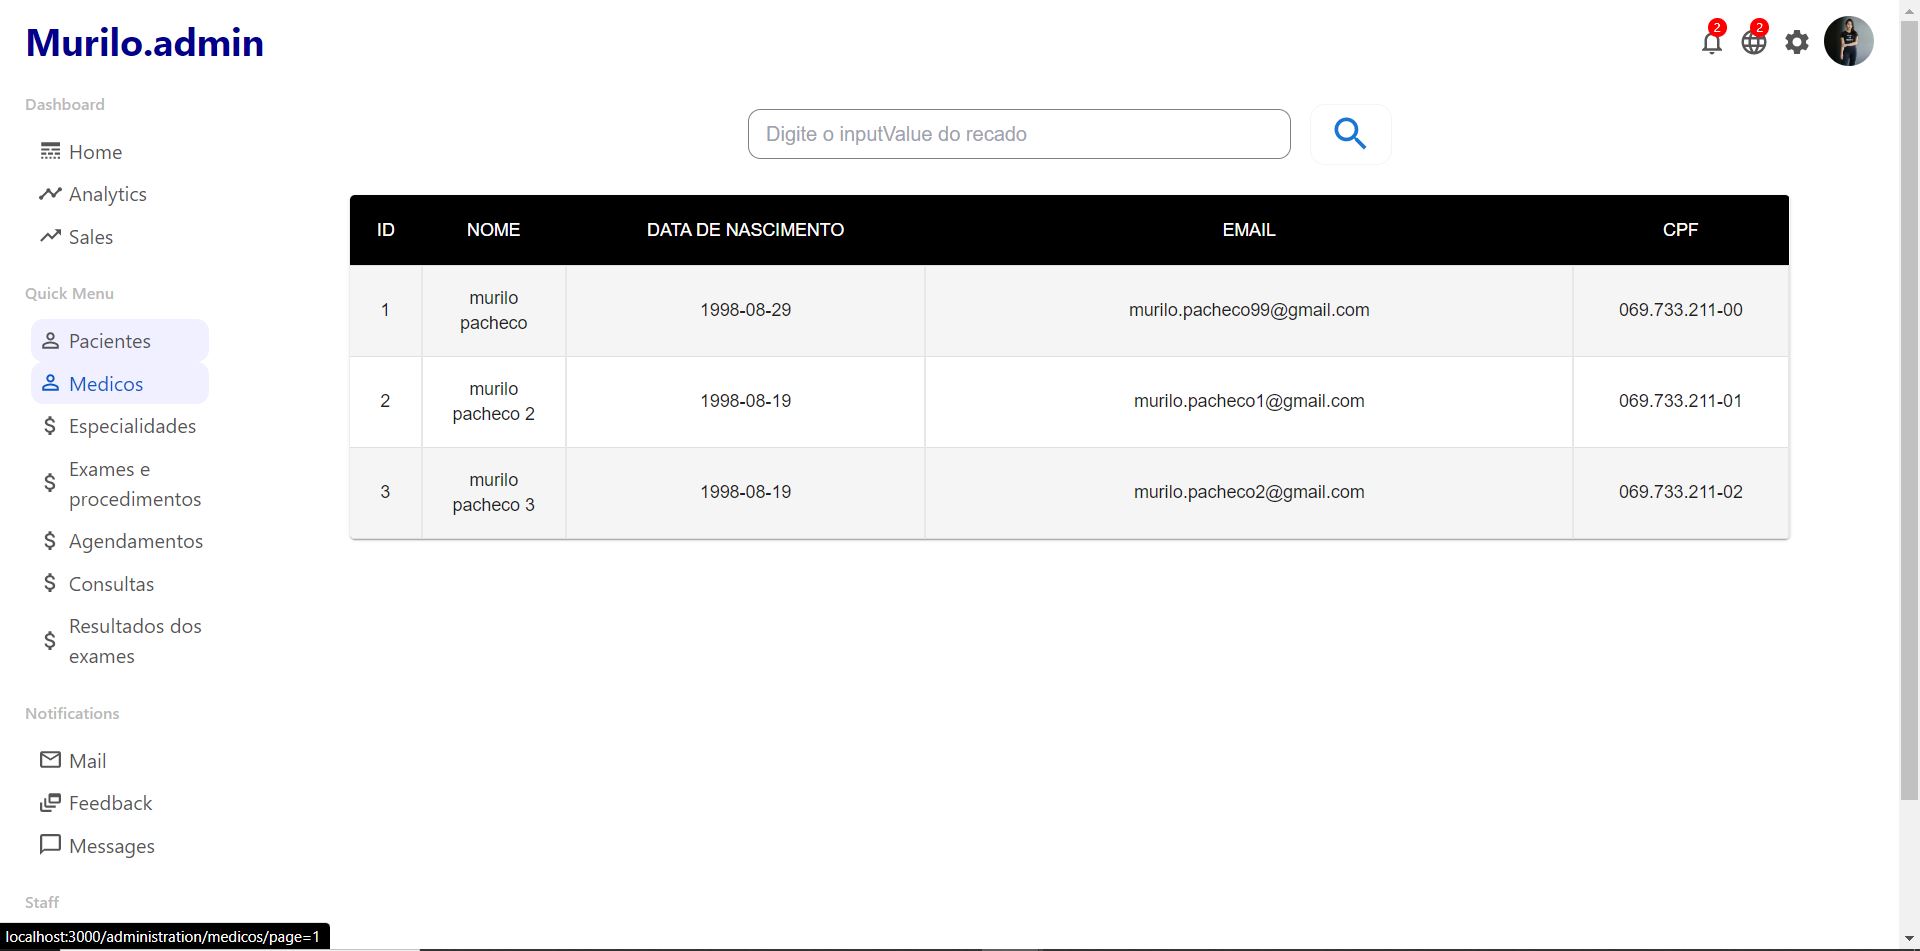 Murilo.admin
2
2
Dashboard
Home
Analytics
Sales
Quick Menu
Pacientes
Medicos
Especialidades
Exames e
procedimentos
Agendamentos
Consultas
Resultados dos
exames
Notifications
Mail
Feedback
Messages
Staff
localhost:3000/administration/medicos/page=1
Digite o inputValue do recado
ID NOME DATA DE NASCIMENTO EMAIL CPF
1 murilo pacheco 1998-08-29 murilo.pacheco99@gmail.com 069.733.211-00
2 murilo pacheco 2 1998-08-19 murilo.pacheco1@gmail.com 069.733.211-01
3 murilo pacheco 3 1998-08-19 murilo.pacheco2@gmail.com 069.733.211-02